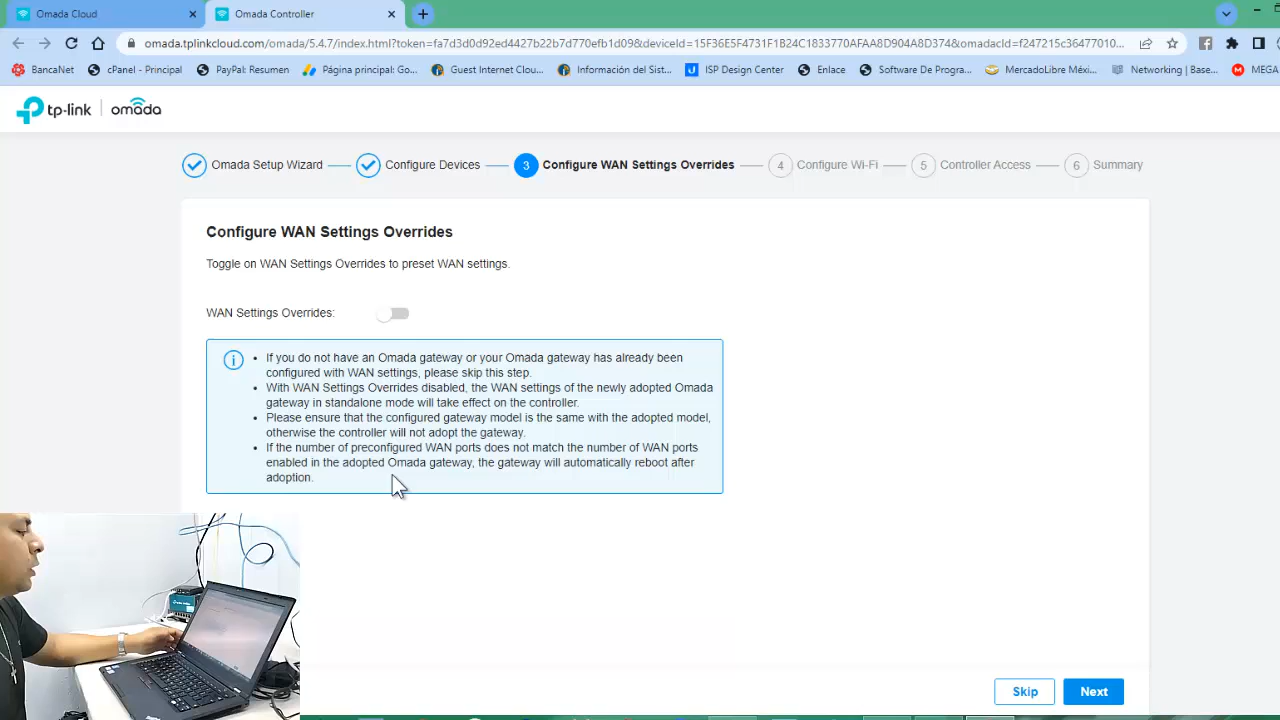 Omada Cloud
Omada Controller
omada.tplinkcloud.com/omada/5.4.7/index.html?token=fa7d3d0d92ed4427b22b7d770efb1d09&deviceId=15F36E5F4731F1B24C1833770AFAA8D904A8D374&omadacId=f247215c36477010...
BancaNet
cPanel - Principal
PayPal: Resumen
Página principal: Go...
Guest Internet Clou...
Información del Sist...
ISP Design Center
Enlace
Software De Progra...
MercadoLibre Méxi...
Networking | Base...
MEGA
tp-link | omada
Omada Setup Wizard
Configure Devices
3 Configure WAN Settings Overrides
4 Configure Wi-Fi
5 Controller Access
6 Summary
Configure WAN Settings Overrides
Toggle on WAN Settings Overrides to preset WAN settings.
WAN Settings Overrides:
• If you do not have an Omada gateway or your Omada gateway has already been
configured with WAN settings, please skip this step.
• With WAN Settings Overrides disabled, the WAN settings of the newly adopted Omada
gateway in standalone mode will take effect on the controller.
• Please ensure that the configured gateway model is the same with the adopted model,
otherwise the controller will not adopt the gateway.
• If the number of preconfigured WAN ports does not match the number of WAN ports
enabled in the adopted Omada gateway, the gateway will automatically reboot after
adoption.
Skip
Next